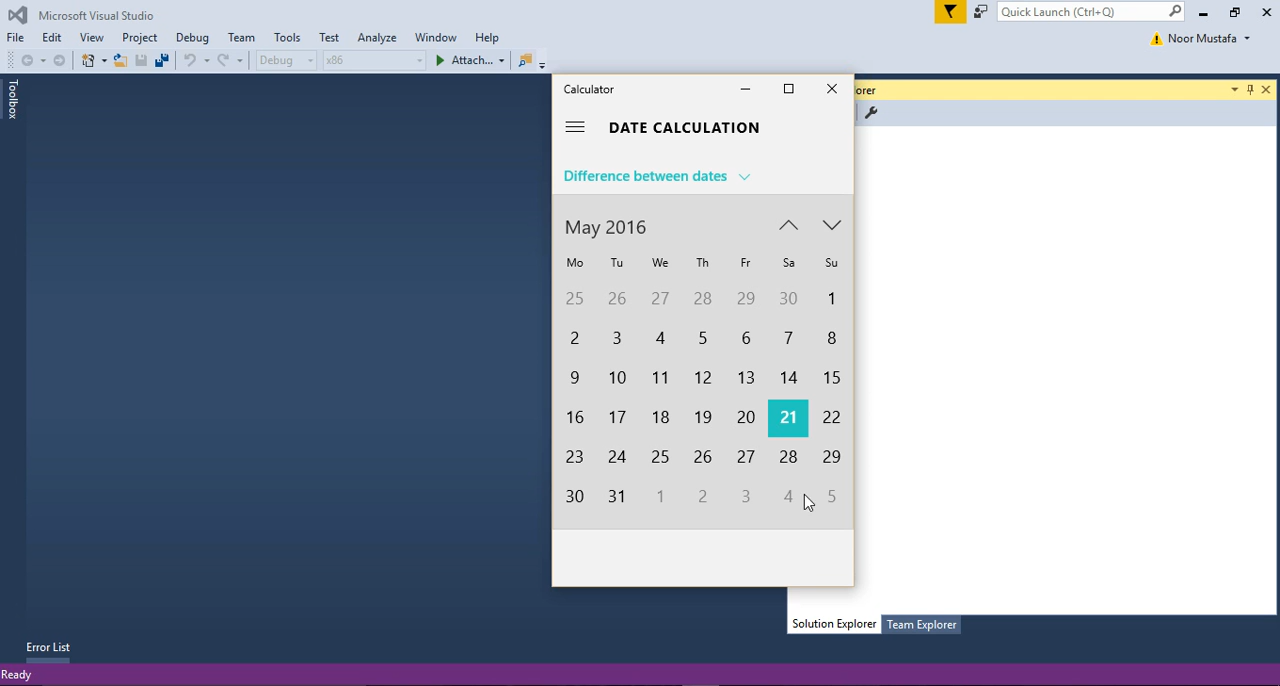 Microsoft Visual Studio
Quick Launch (Ctrl+Q)
File Edit View Project Debug Team Tools Test Analyze Window Help
Noor Mustafa
Debug x86 Attach...
Toolbox
Calculator
orer
DATE CALCULATION
Difference between dates
May 2016
Mo Tu We Th Fr Sa Su
25 26 27 28 29 30 1
2 3 4 5 6 7 8
9 10 11 12 13 14 15
16 17 18 19 20 21 22
23 24 25 26 27 28 29
30 31 1 2 3 4 5
Solution Explorer Team Explorer
Error List
Ready